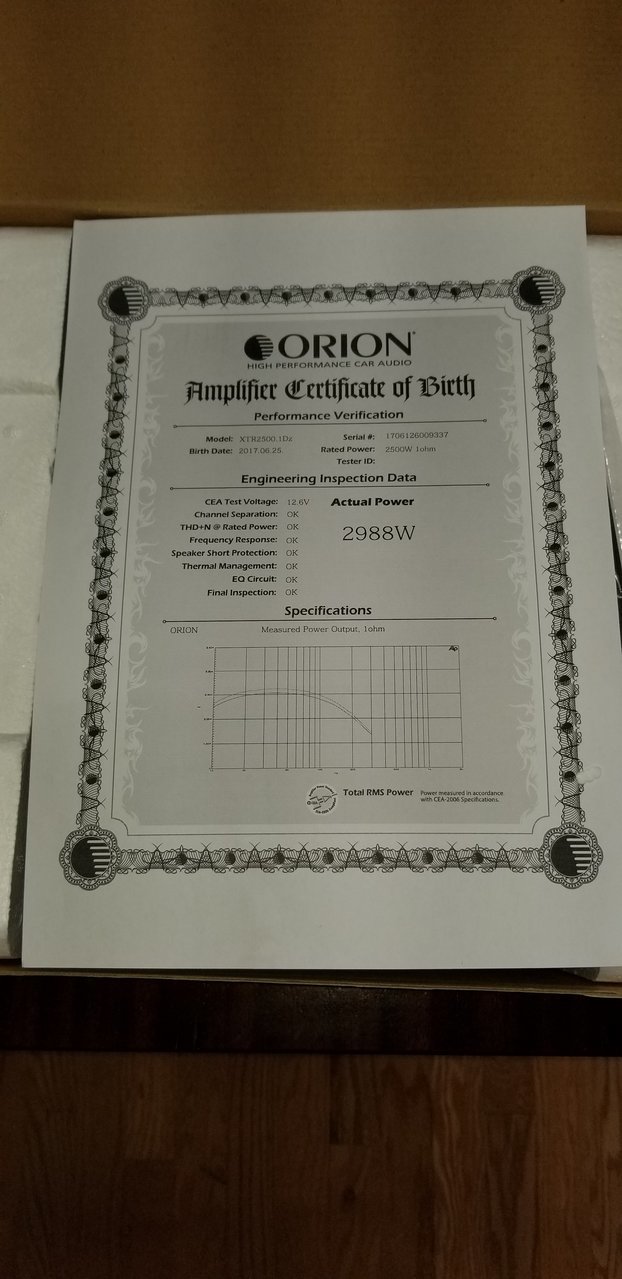 ORION®
HIGH PERFORMANCE CAR AUDIO
Amplifier Certificate of Birth
Performance Verification
Model: XTR2500.1Dz Serial #: 1706126009337
Birth Date: 2017.06.25 Rated Power: 2500W 1ohm
Tester ID:
Engineering Inspection Data
CEA Test Voltage: 12.6V Actual Power
Channel Separation: OK
THD+N @ Rated Power: OK 2988W
Frequency Response: OK
Speaker Short Protection: OK
Thermal Management: OK
EQ Circuit: OK
Final Inspection: OK
Specifications
ORION Measured Power Output, 1ohm
Ap
Total RMS Power Power measured in accordance
with CEA-2006 Specifications.